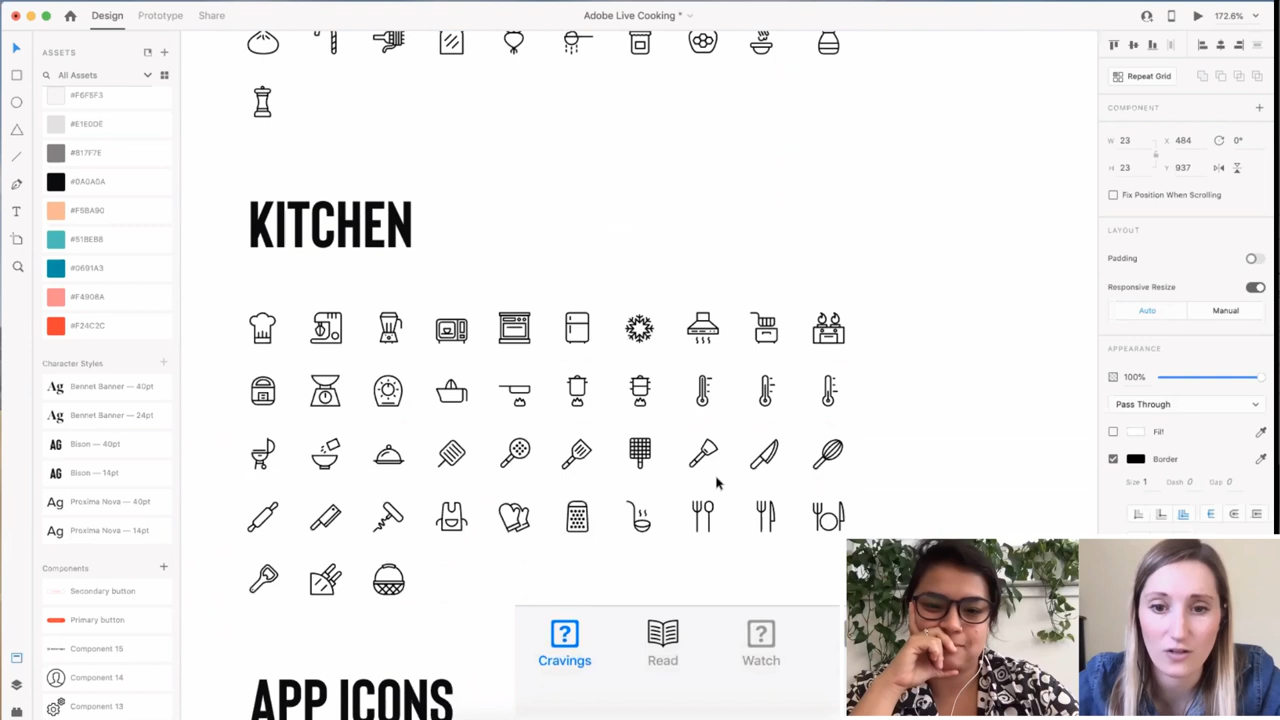 Design
Prototype
Share
Adobe Live Cooking *
172.6%
ASSETS
All Assets
#F6F5F3
#E1E0DE
#817F7E
#0A0A0A
#F5BA90
#51BEB8
#0691A3
#F4908A
#F24C2C
Character Styles
Ag Bennet Banner — 40pt
Ag Bennet Banner — 24pt
AG Bison — 40pt
AG Bison — 14pt
Ag Proxima Nova — 40pt
Ag Proxima Nova — 14pt
Components
Secondary button
Primary button
Component 15
Component 14
Component 13
KITCHEN
APP ICONS
?
Cravings
Read
?
Watch
Repeat Grid
COMPONENT
W 23 X 484 0°
H 23 Y 937
Fix Position When Scrolling
LAYOUT
Padding
Responsive Resize
Auto
Manual
APPEARANCE
100%
Pass Through
Fill
Border
Size 1 Dash 0 Gap 0